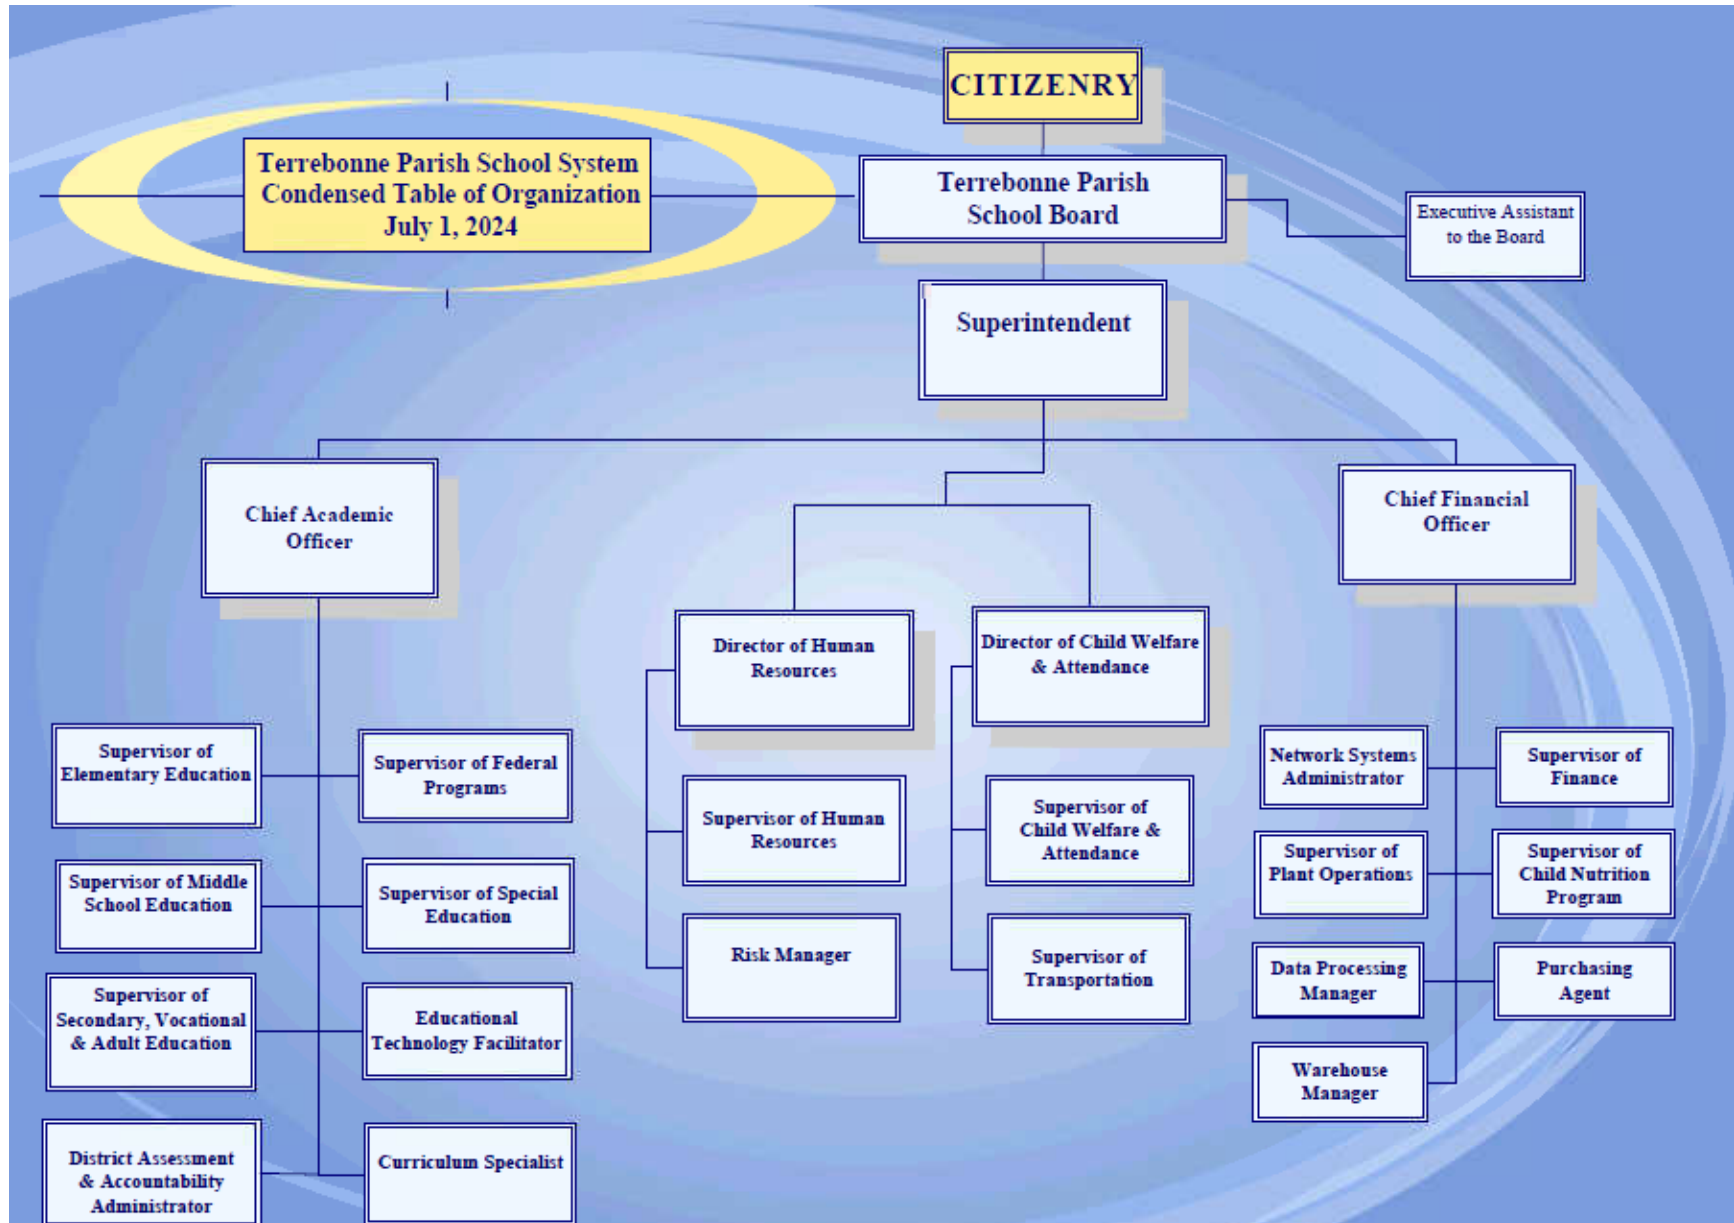 CITIZENRY
Terrebonne Parish School System
Condensed Table of Organization
July 1, 2024
Terrebonne Parish
School Board
Executive Assistant
to the Board
Superintendent
Chief Academic
Officer
Chief Financial
Officer
Director of Human
Resources
Director of Child Welfare
& Attendance
Supervisor of
Elementary Education
Supervisor of Federal
Programs
Supervisor of Middle
School Education
Supervisor of Special
Education
Supervisor of
Secondary, Vocational
& Adult Education
Educational
Technology Facilitator
District Assessment
& Accountability
Administrator
Curriculum Specialist
Supervisor of Human
Resources
Risk Manager
Supervisor of
Child Welfare &
Attendance
Supervisor of
Transportation
Network Systems
Administrator
Supervisor of
Finance
Supervisor of
Plant Operations
Supervisor of
Child Nutrition
Program
Data Processing
Manager
Purchasing
Agent
Warehouse
Manager